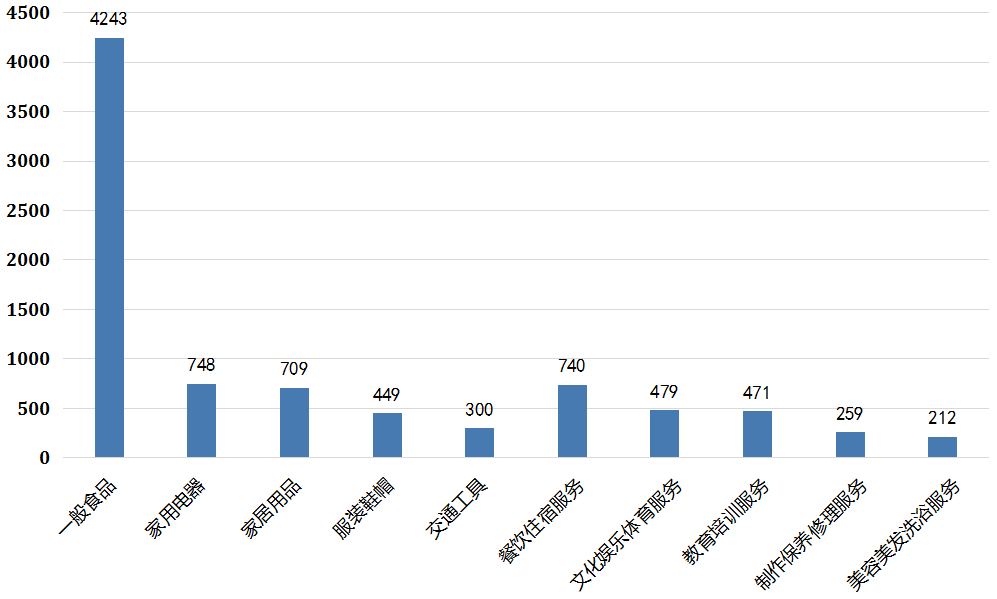 4500
4000
3500
3000
2500
2000
1500
1000
500
0
4243
748
709
449
300
740
479
471
259
212
一般食品
家用电器
家居用品
服装鞋帽
交通工具
餐饮住宿服务
文化娱乐体育服务
教育培训服务
制作保养修理服务
美容美发洗浴服务